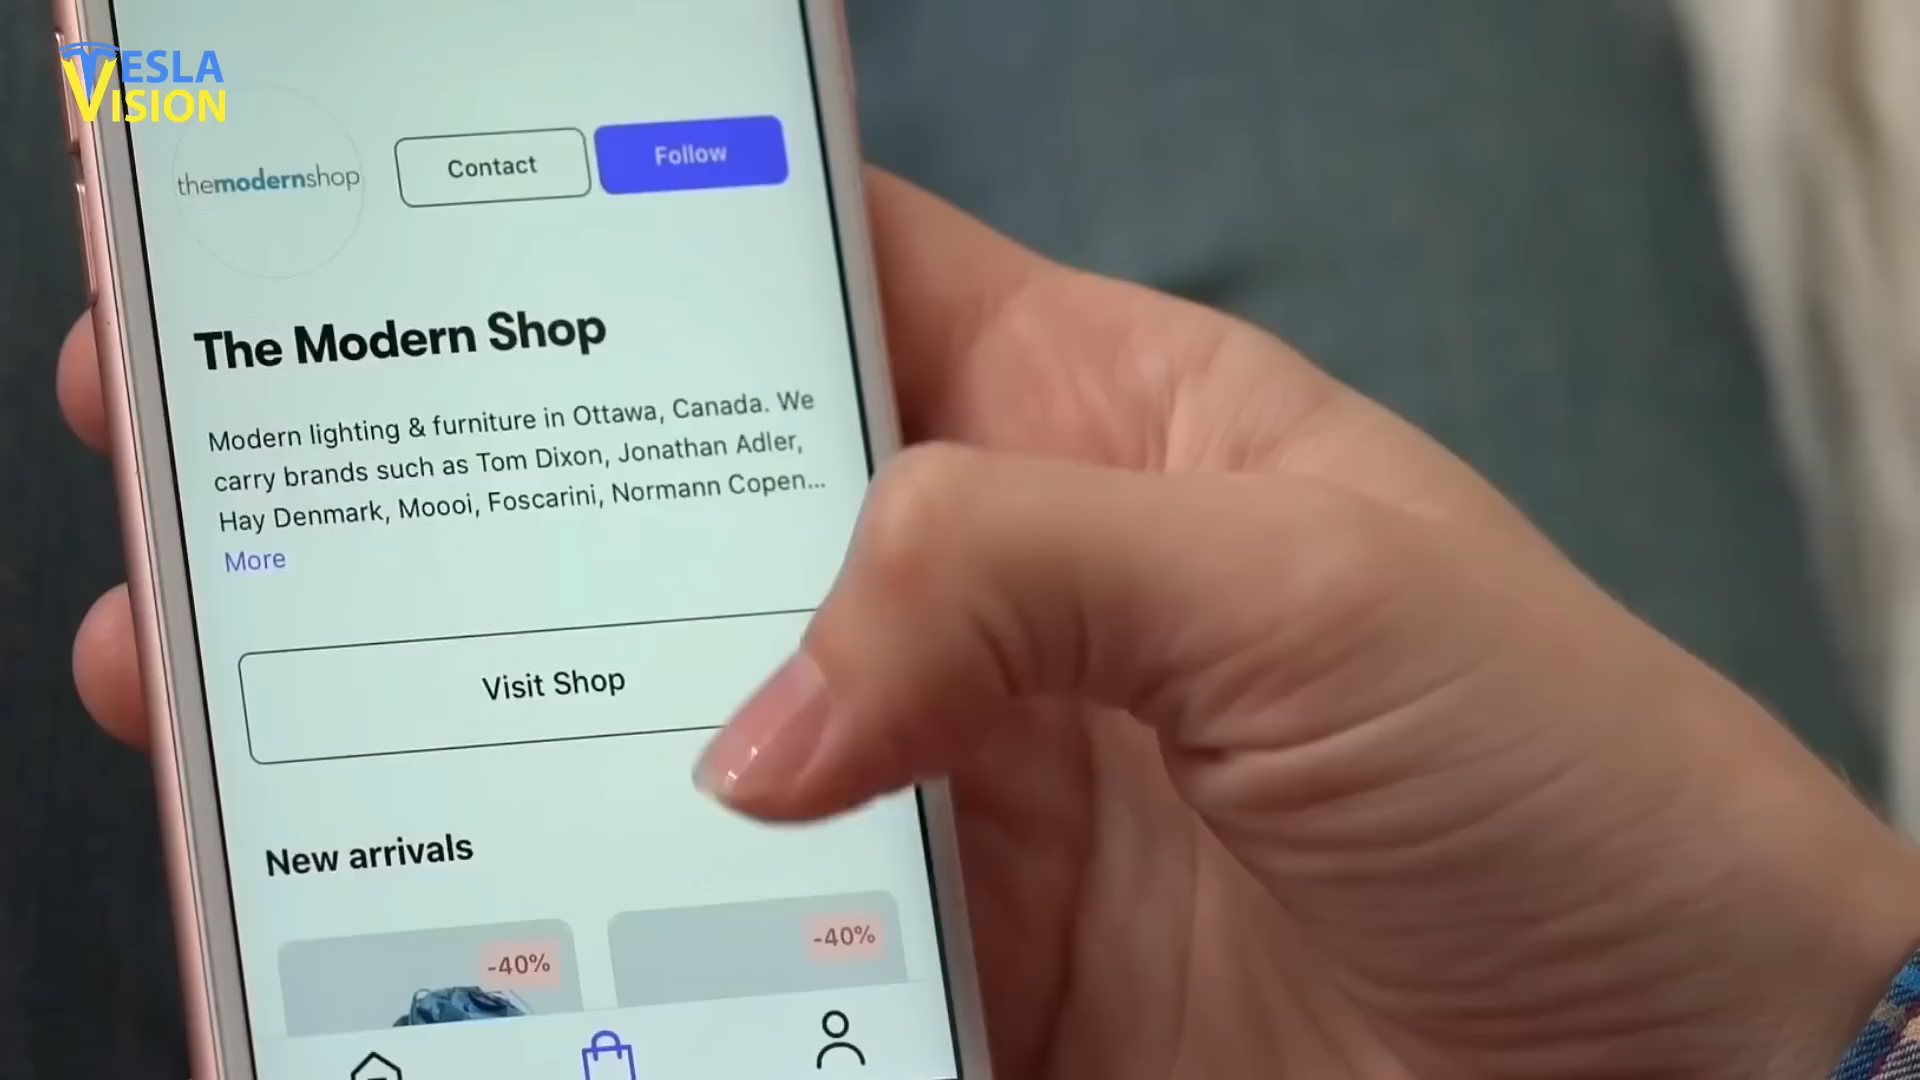 TESLA
VISION
themodernshop
Contact
Follow
The Modern Shop
Modern lighting & furniture in Ottawa, Canada. We
carry brands such as Tom Dixon, Jonathan Adler,
Hay Denmark, Moooi, Foscarini, Normann Copen...
More
Visit Shop
New arrivals
-40%
-40%